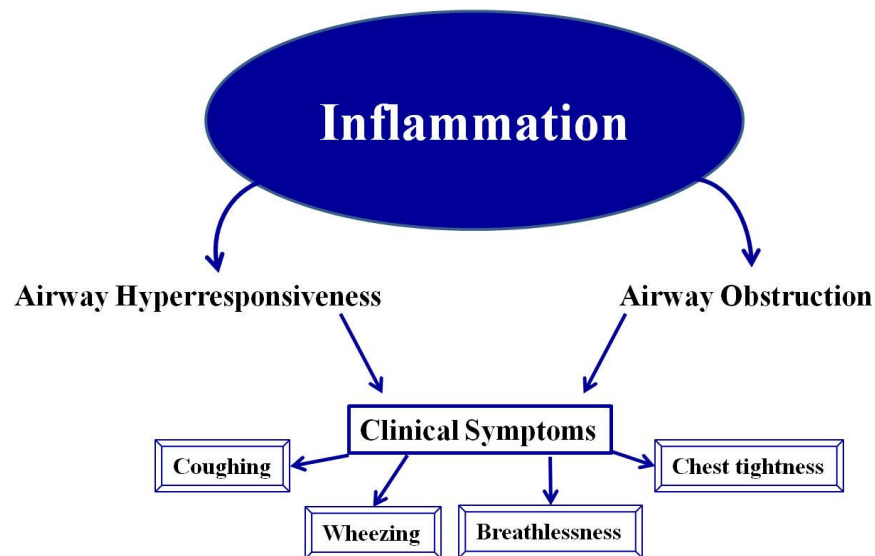 Inflammation
Airway Hyperresponsiveness
Airway Obstruction
Clinical Symptoms
Coughing
Chest tightness
Wheezing
Breathlessness